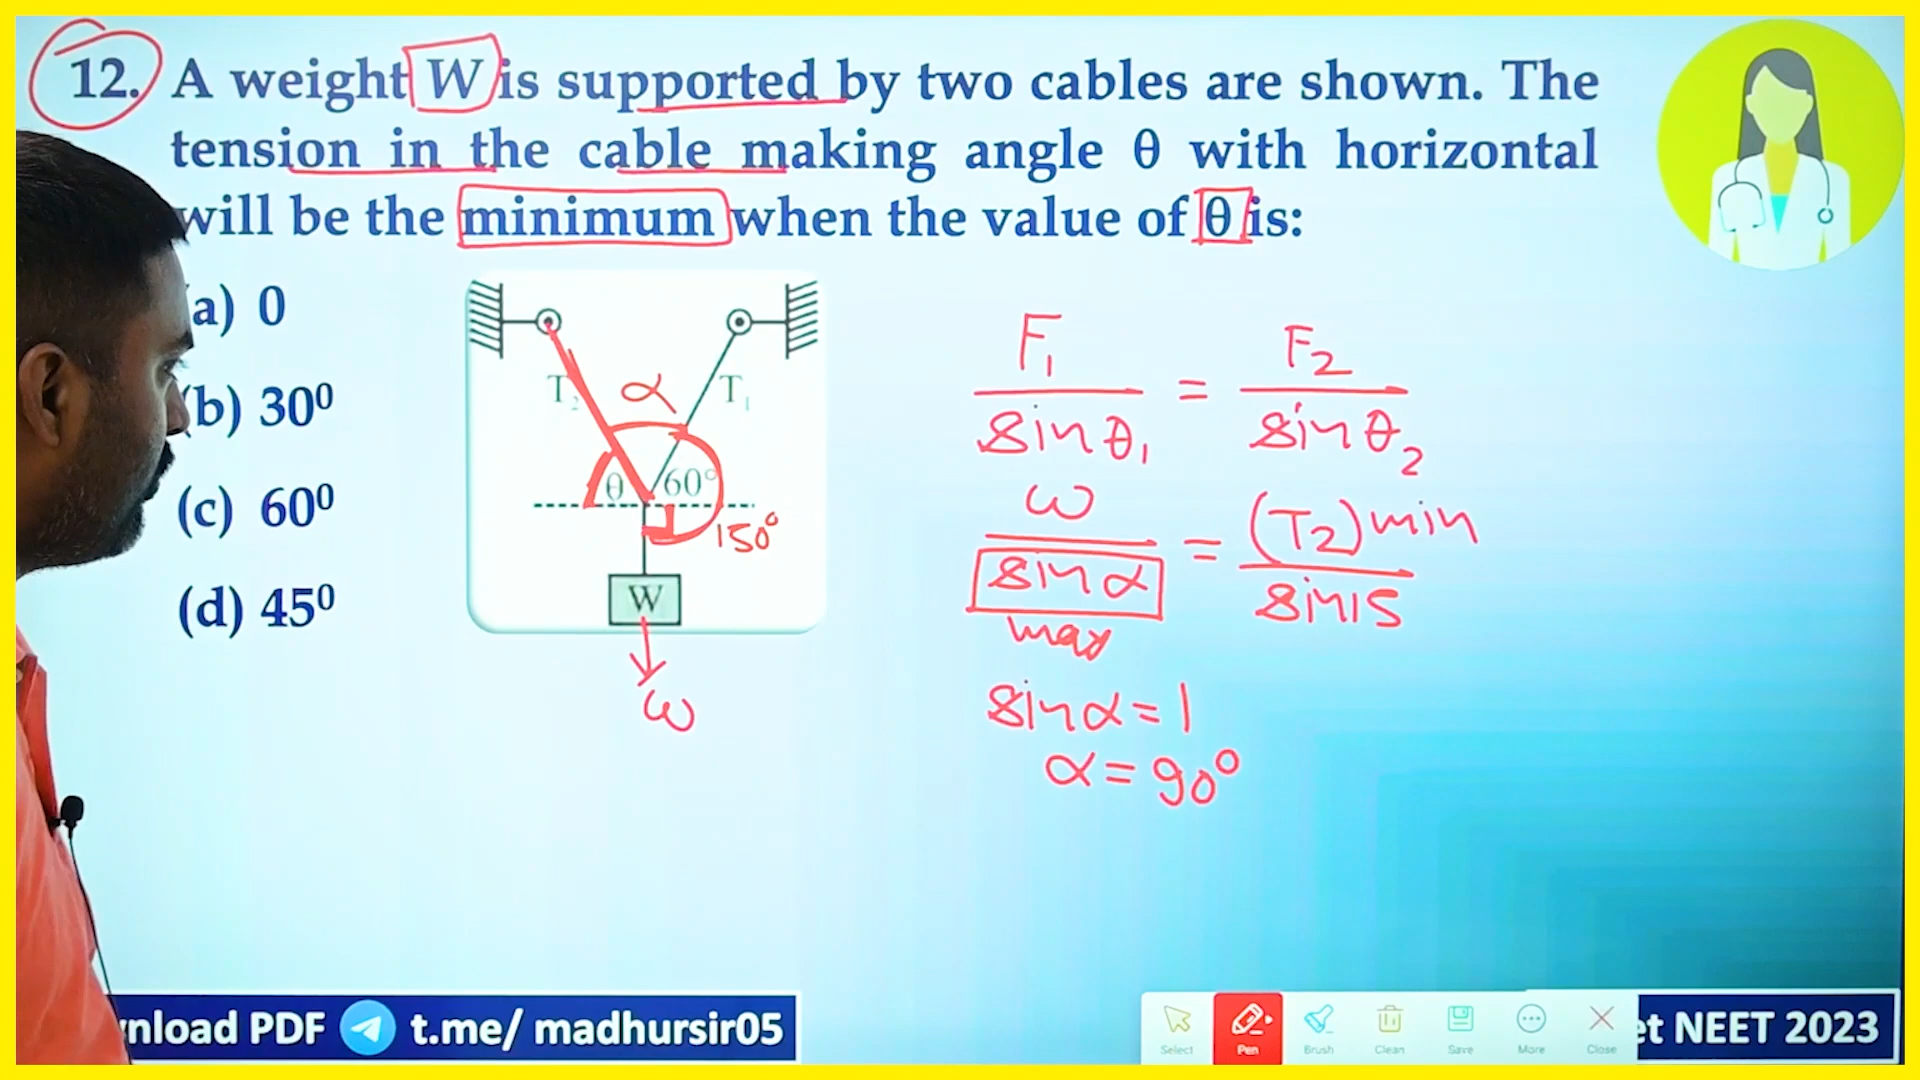 12. A weight W is supported by two cables are shown. The
tension in the cable making angle θ with horizontal
will be the minimum when the value of θ is:
a) 0
(b) 30⁰
(c) 60⁰
(d) 45⁰
T₂ α T₁
θ 60°
150°
W
ω
F₁/sinθ₁ = F₂/sinθ₂
ω/sinα = (T₂)min/sin15
max
sinα = 1
α = 90°
nload PDF t.me/ madhursir05
Select Pen Brush Clean Save More Close
et NEET 2023